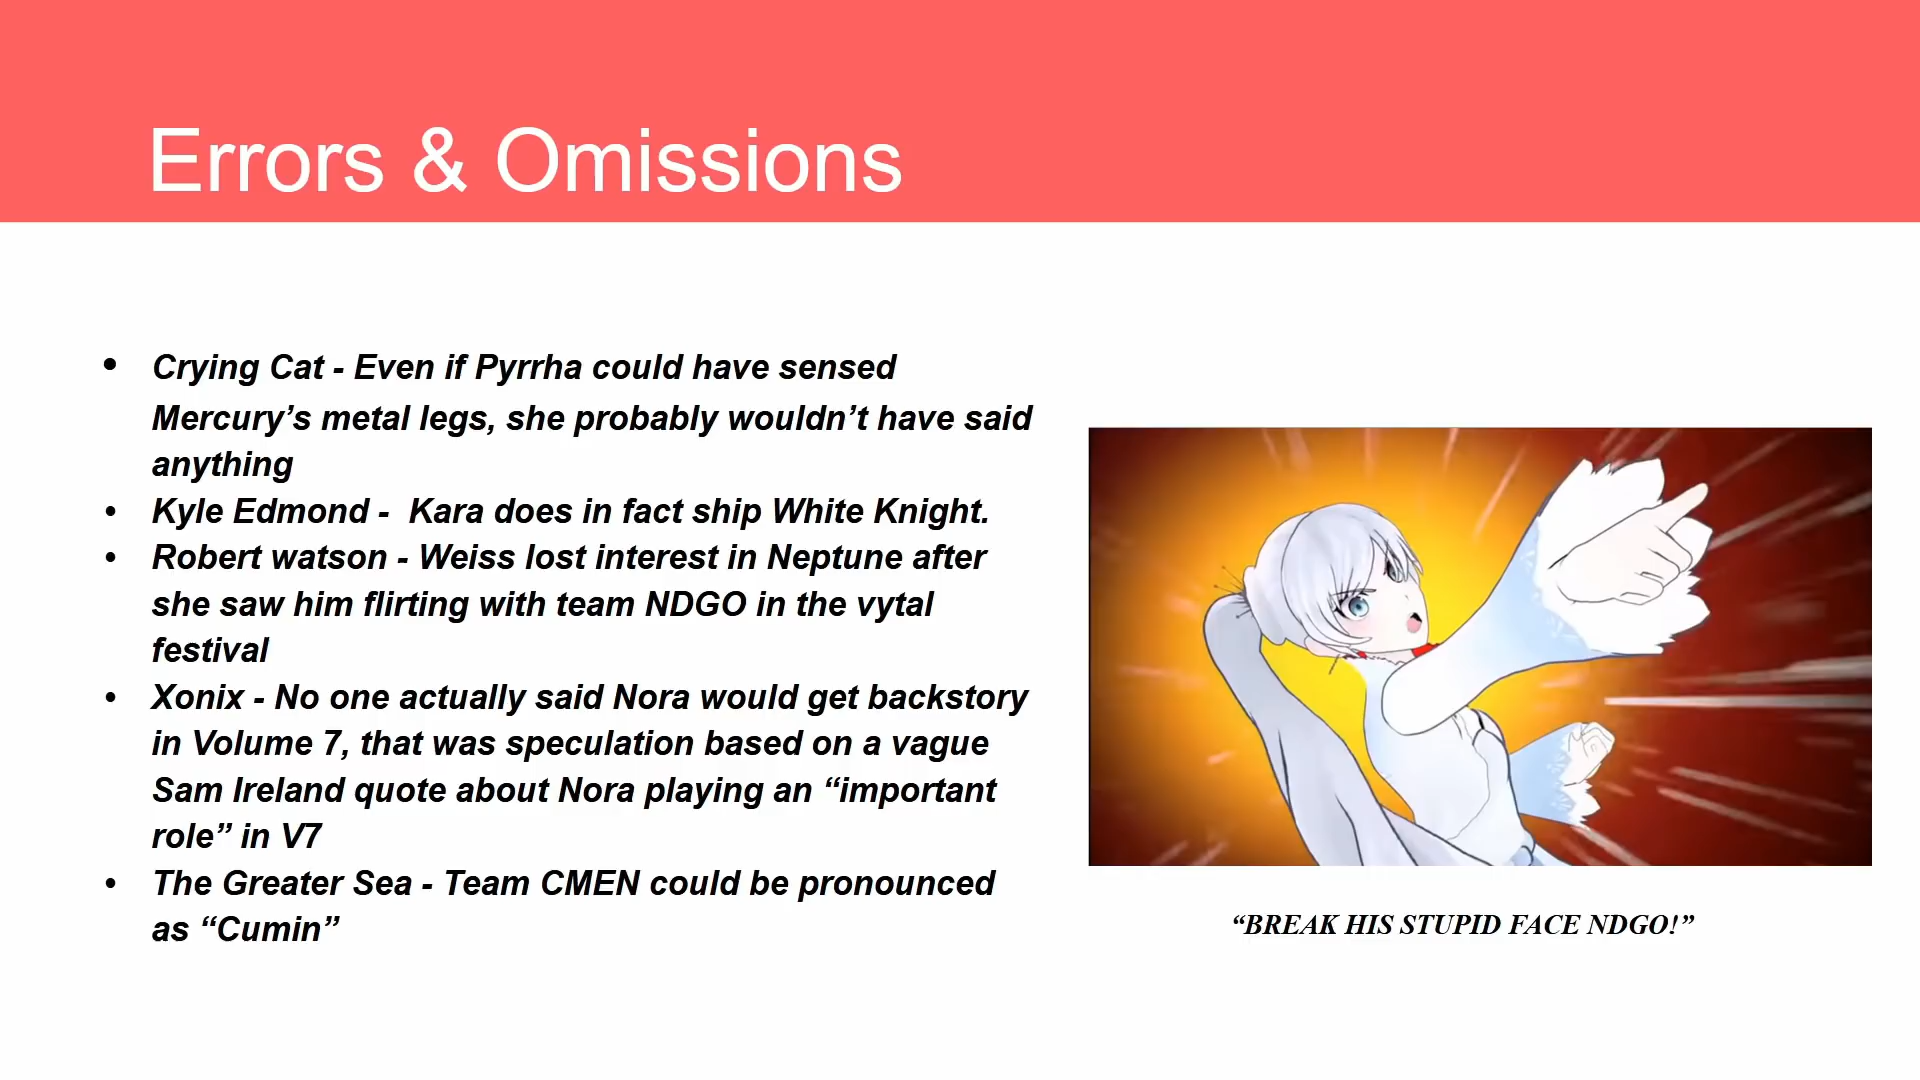 Errors & Omissions
• Crying Cat - Even if Pyrrha could have sensed
Mercury’s metal legs, she probably wouldn’t have said
anything
• Kyle Edmond -  Kara does in fact ship White Knight.
• Robert watson - Weiss lost interest in Neptune after
she saw him flirting with team NDGO in the vytal
festival
• Xonix - No one actually said Nora would get backstory
in Volume 7, that was speculation based on a vague
Sam Ireland quote about Nora playing an “important
role” in V7
• The Greater Sea - Team CMEN could be pronounced
as “Cumin”
“BREAK HIS STUPID FACE NDGO!”